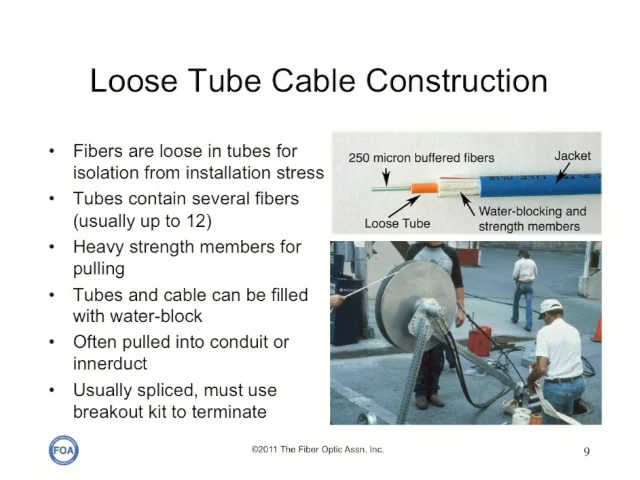 Loose Tube Cable Construction
• Fibers are loose in tubes for
isolation from installation stress
• Tubes contain several fibers
(usually up to 12)
• Heavy strength members for
pulling
• Tubes and cable can be filled
with water-block
• Often pulled into conduit or
innerduct
• Usually spliced, must use
breakout kit to terminate
250 micron buffered fibers
Jacket
Loose Tube
Water-blocking and
strength members
FOA
©2011 The Fiber Optic Assn. Inc.
9